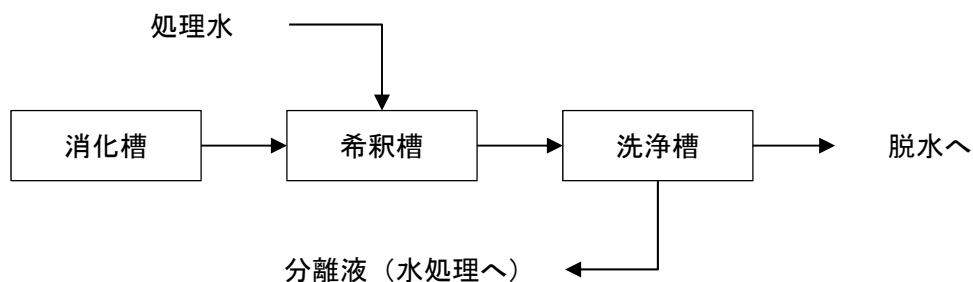 処理水
消化槽
希釈槽
洗浄槽
脱水へ
分離液（水処理へ）